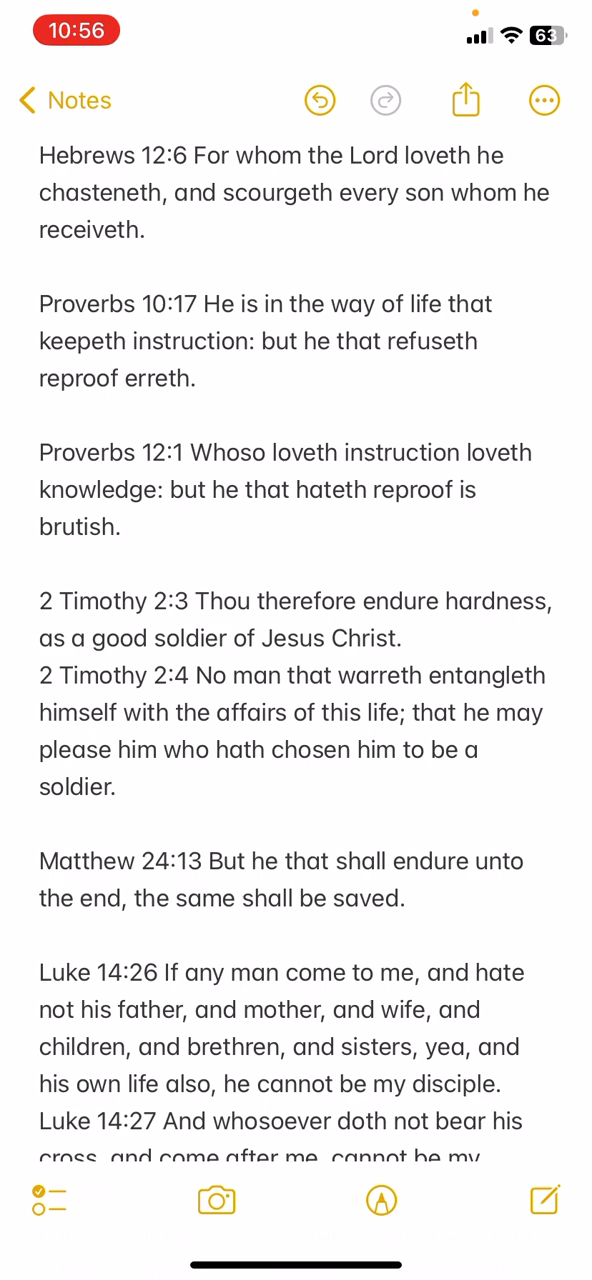 10:56
63
Notes
Hebrews 12:6 For whom the Lord loveth he
chasteneth, and scourgeth every son whom he
receiveth.
Proverbs 10:17 He is in the way of life that
keepeth instruction: but he that refuseth
reproof erreth.
Proverbs 12:1 Whoso loveth instruction loveth
knowledge: but he that hateth reproof is
brutish.
2 Timothy 2:3 Thou therefore endure hardness,
as a good soldier of Jesus Christ.
2 Timothy 2:4 No man that warreth entangleth
himself with the affairs of this life; that he may
please him who hath chosen him to be a
soldier.
Matthew 24:13 But he that shall endure unto
the end, the same shall be saved.
Luke 14:26 If any man come to me, and hate
not his father, and mother, and wife, and
children, and brethren, and sisters, yea, and
his own life also, he cannot be my disciple.
Luke 14:27 And whosoever doth not bear his
cross, and come after me, cannot be my